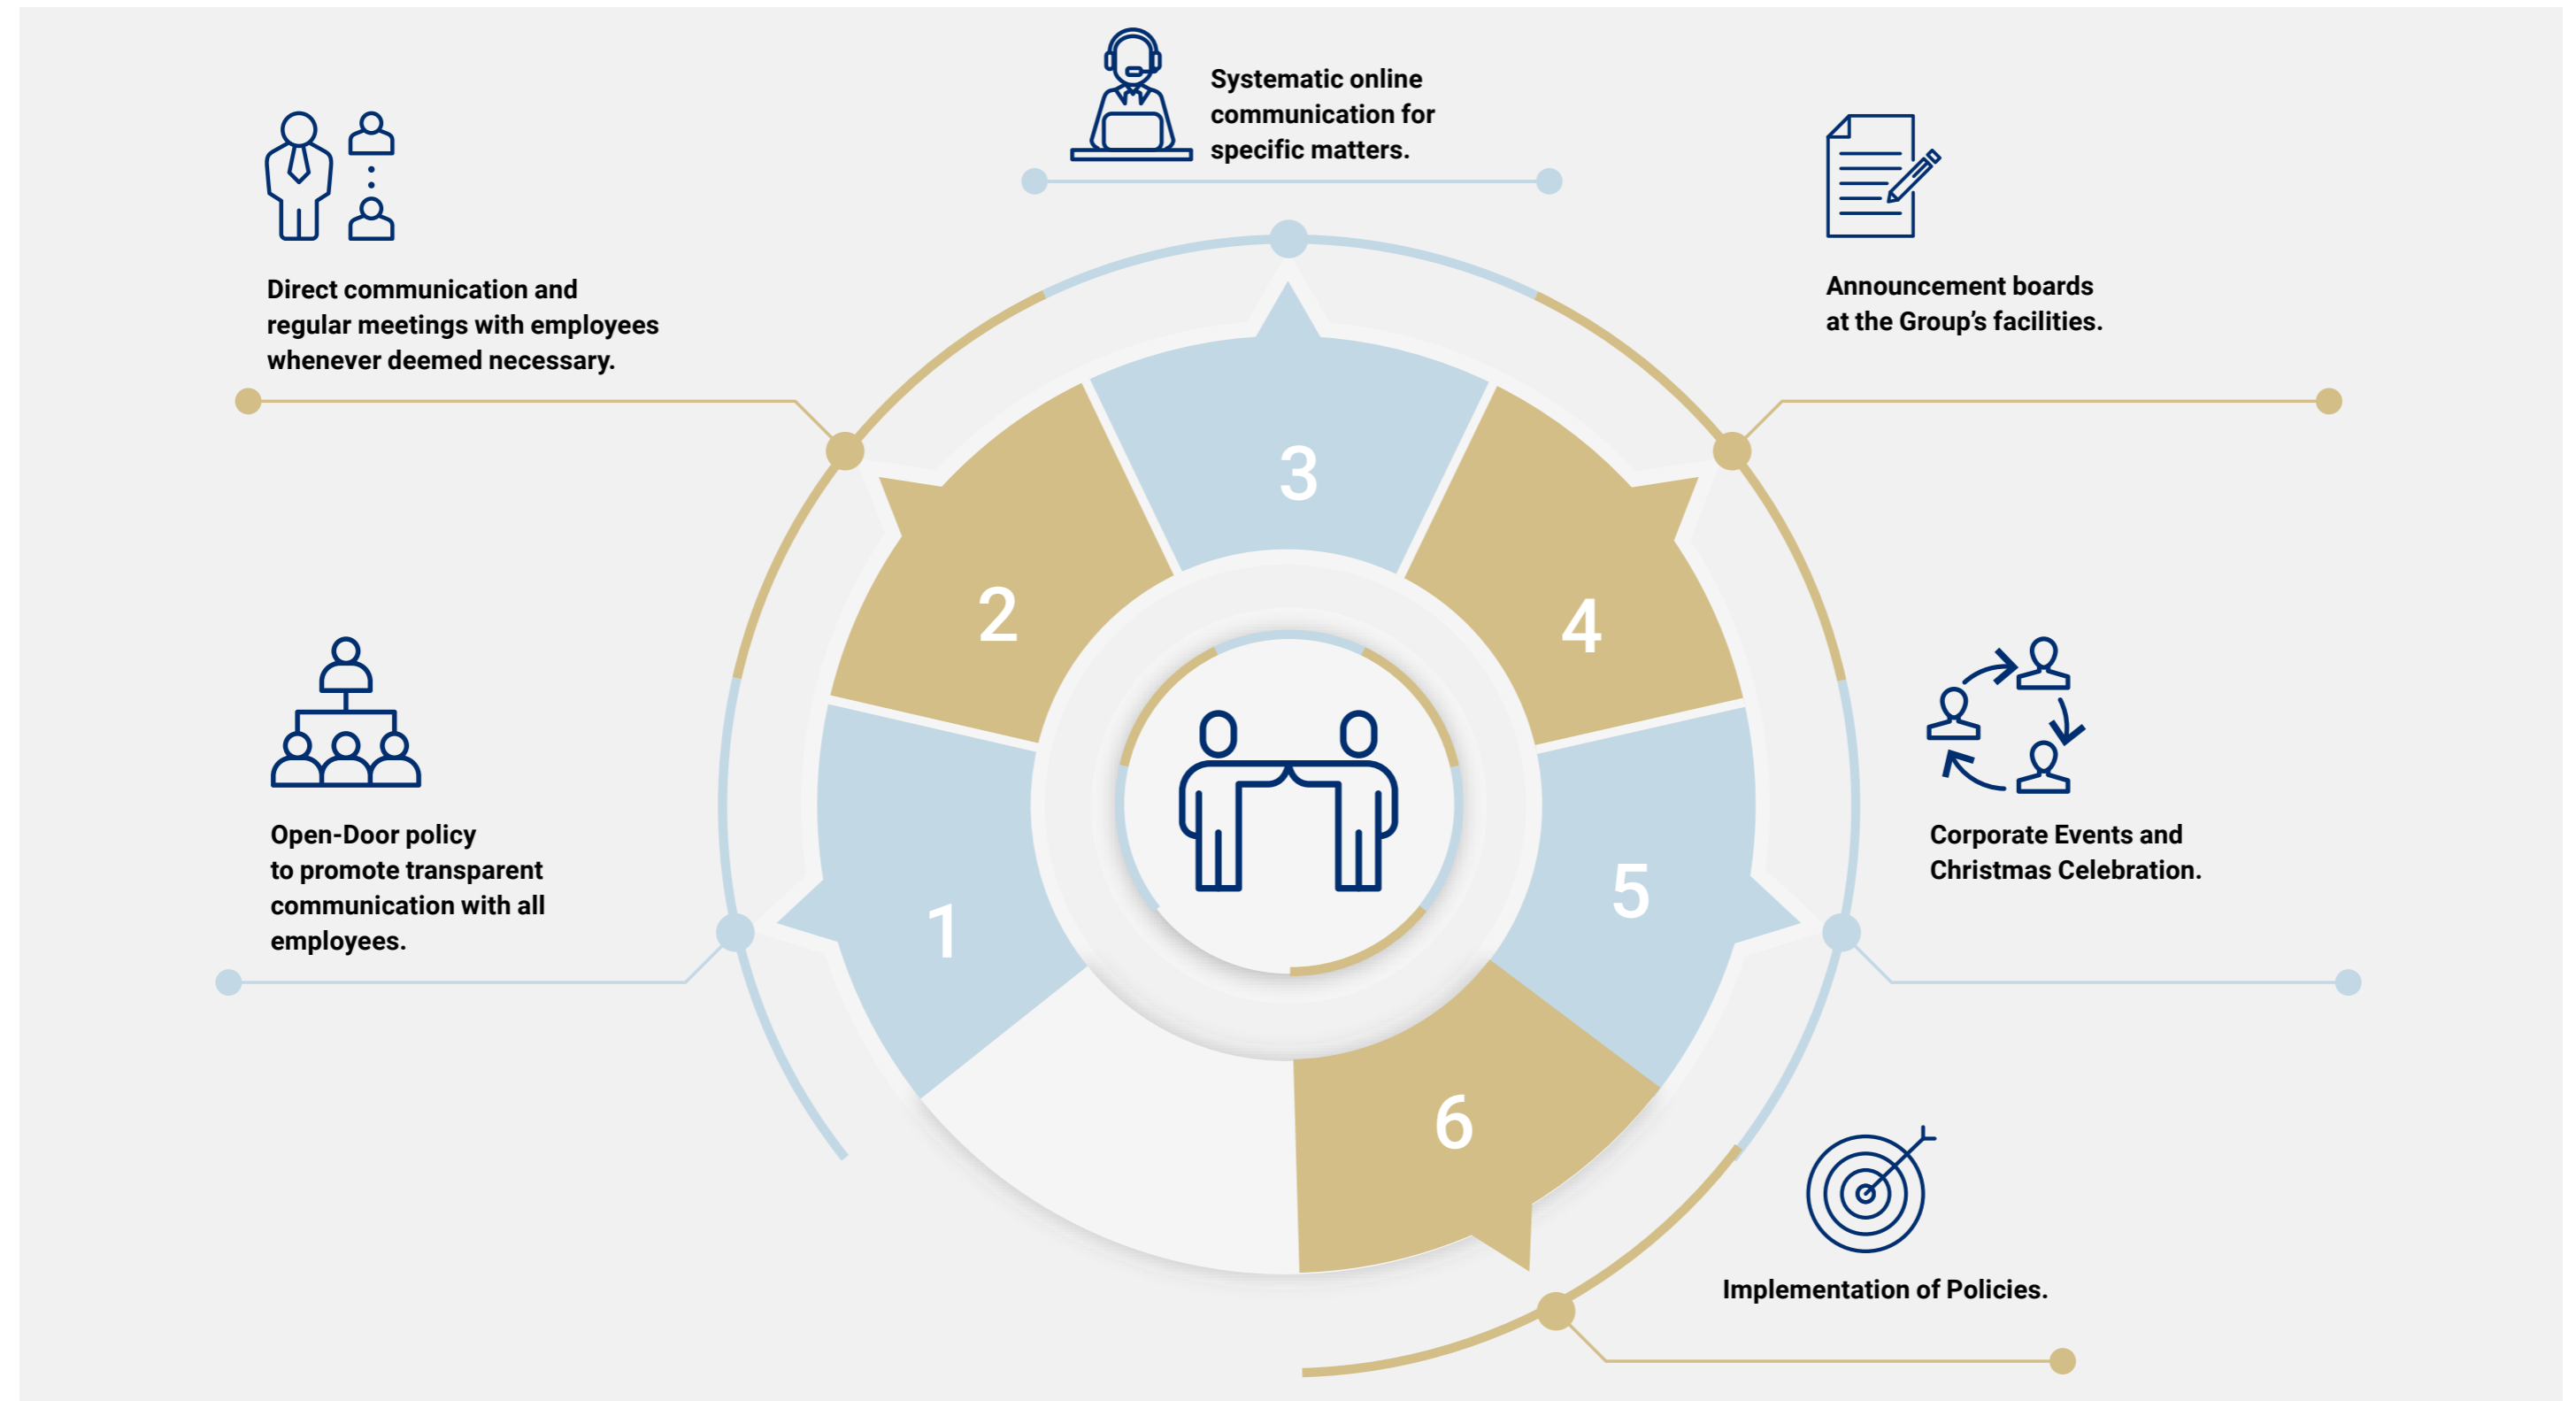 Systematic online
communication for
specific matters.
Direct communication and
regular meetings with employees
whenever deemed necessary.
Announcement boards
at the Group’s facilities.
3
2
4
Open-Door policy
to promote transparent
communication with all
employees.
1
5
Corporate Events and
Christmas Celebration.
6
Implementation of Policies.